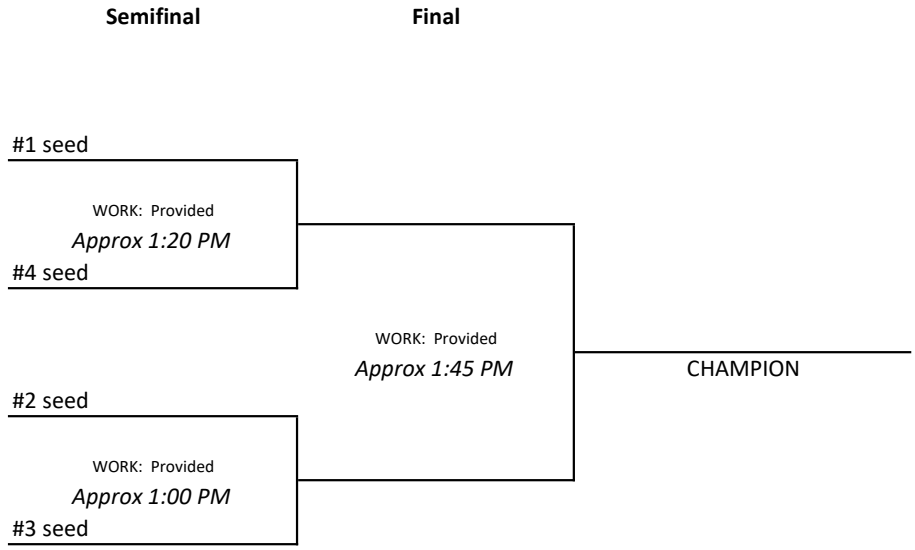 Semifinal Final
#1 seed
WORK: Provided
Approx 1:20 PM
#4 seed
WORK: Provided
Approx 1:45 PM
CHAMPION
#2 seed
WORK: Provided
Approx 1:00 PM
#3 seed